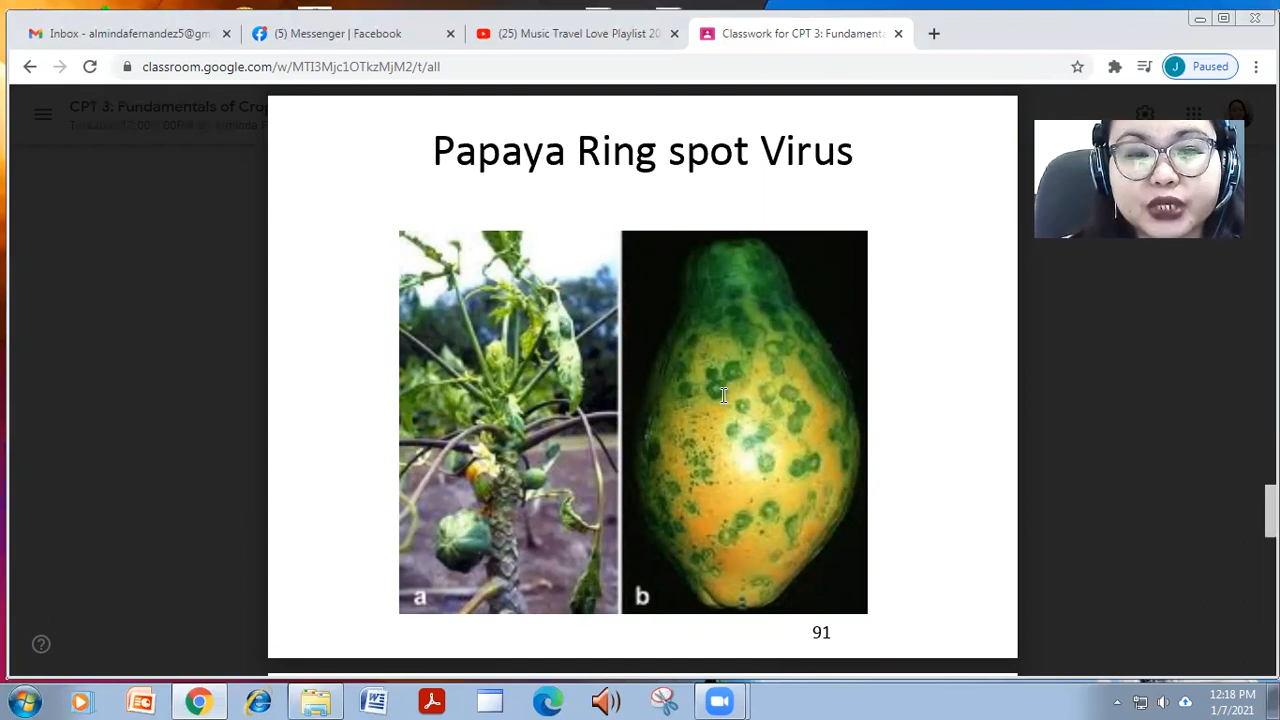 Inbox - almindafernandez5@gm
(5) Messenger | Facebook
(25) Music Travel Love Playlist 20
Classwork for CPT 3: Fundamenta
classroom.google.com/w/MTI3Mjc1OTkzMjM2/t/all
J
Paused
CPT 3: Fundamentals of Crop
Papaya Ring spot Virus
a
b
91
12:18 PM
1/7/2021